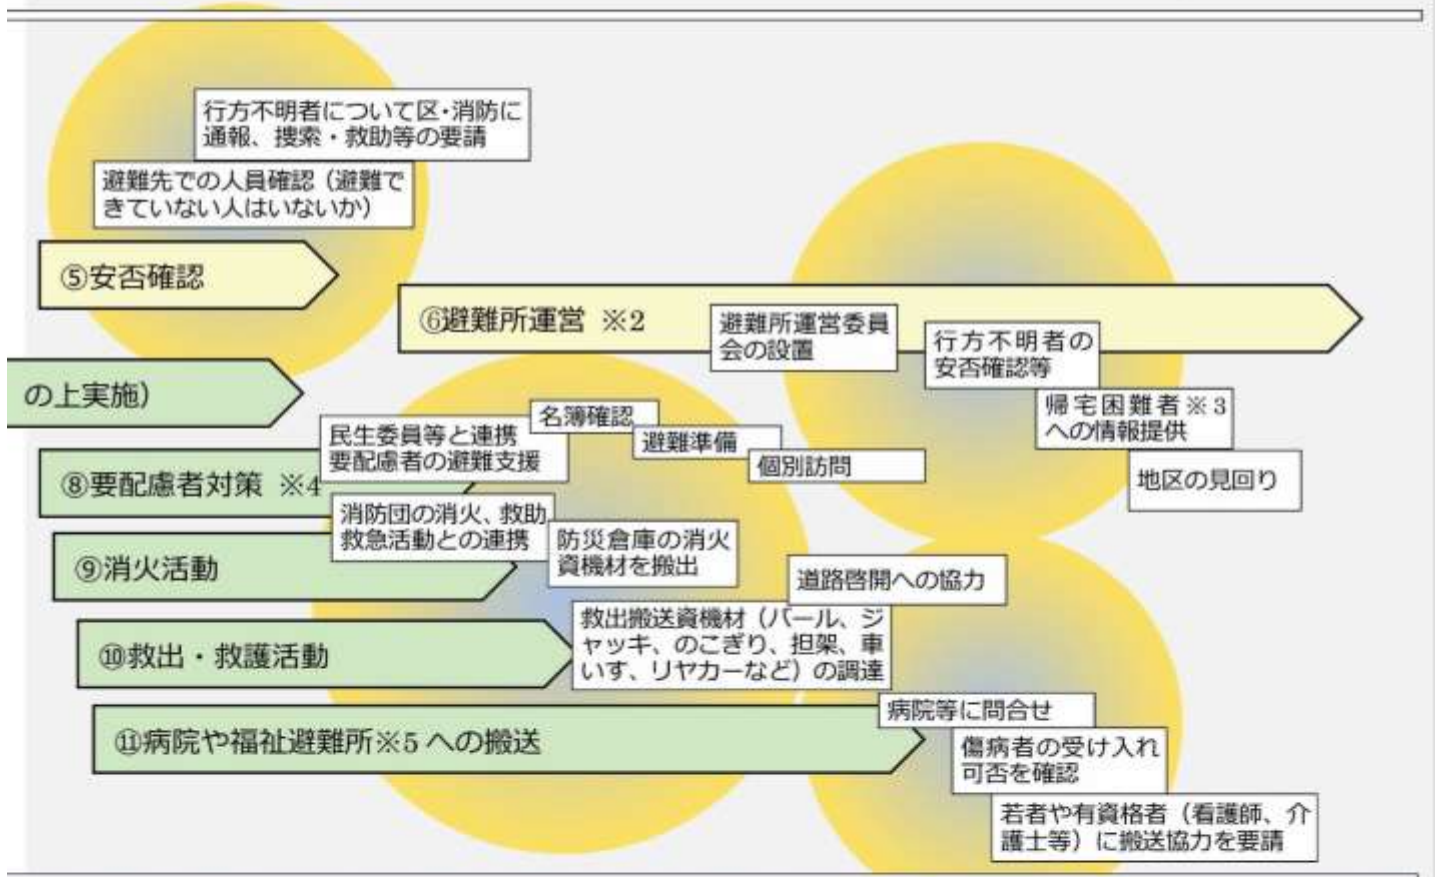 行方不明者について区・消防に
通報、捜索・救助等の要請
避難先での人員確認（避難で
きていない人はいないか）
⑤安否確認
⑥避難所運営 ※2
避難所運営委員
会の設置
行方不明者の
安否確認等
帰宅困難者※3
への情報提供
地区の見回り
の上実施）
名簿確認
避難準備
個別訪問
民生委員等と連携
要配慮者の避難支援
⑧要配慮者対策 ※4
消防団の消火、救助
救急活動との連携
防災倉庫の消火
資機材を搬出
⑨消火活動
道路啓開への協力
救出搬送資機材（バール、ジ
ャッキ、のこぎり、担架、車
いす、リヤカーなど）の調達
⑩救出・救護活動
⑪病院や福祉避難所※5 への搬送
病院等に問合せ
傷病者の受け入れ
可否を確認
若者や有資格者（看護師、介
護士等）に搬送協力を要請